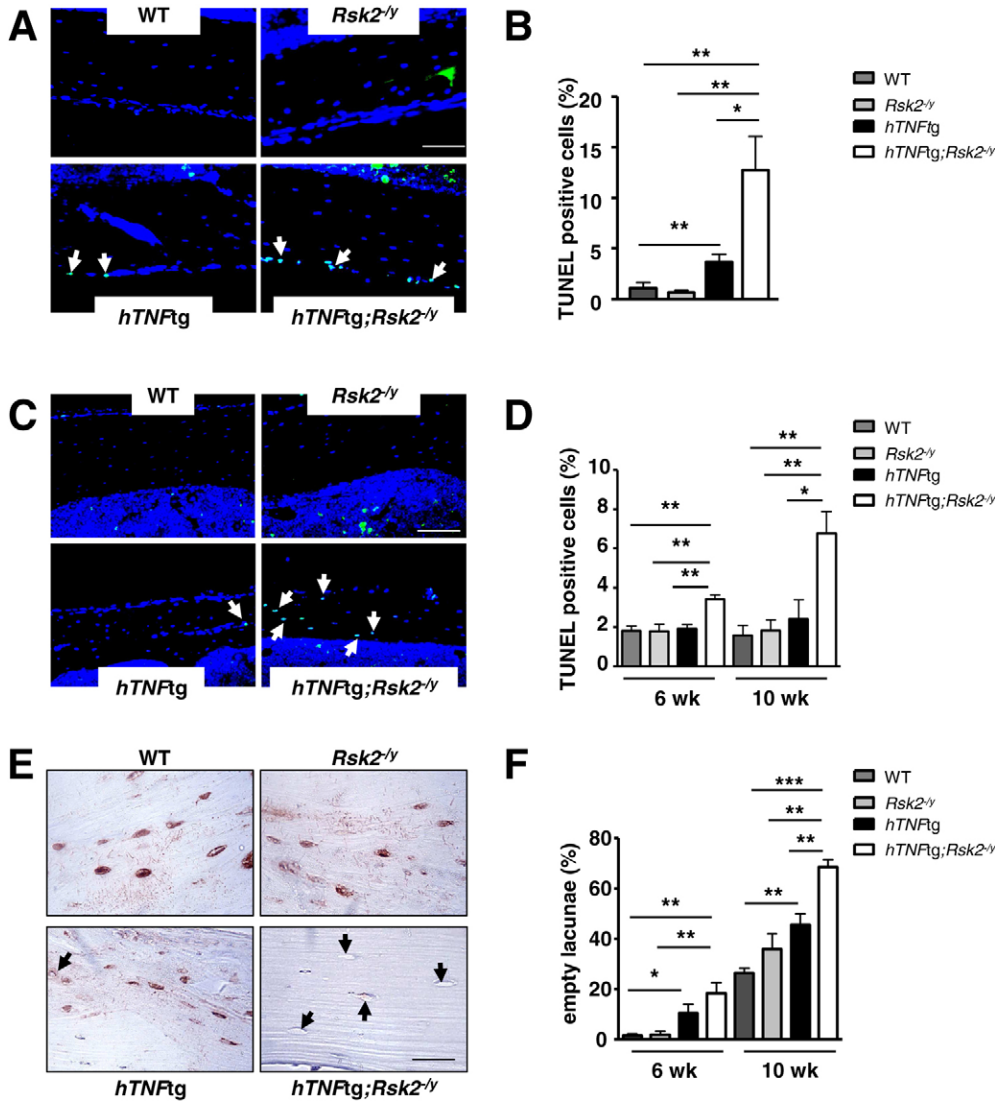 A
WT
Rsk2-/y
hTNFtg
hTNFtg;Rsk2-/y
B
TUNEL positive cells (%)
20
15
10
5
0
**
**
*
**
WT
Rsk2-/y
hTNFtg
hTNFtg;Rsk2-/y
C
WT
Rsk2-/y
hTNFtg
hTNFtg;Rsk2-/y
D
TUNEL positive cells (%)
10
8
6
4
2
0
**
**
**
**
**
*
6 wk
10 wk
WT
Rsk2-/y
hTNFtg
hTNFtg;Rsk2-/y
E
WT
Rsk2-/y
hTNFtg
hTNFtg;Rsk2-/y
F
empty lacunae (%)
80
60
40
20
0
**
**
*
***
**
**
**
6 wk
10 wk
WT
Rsk2-/y
hTNFtg
hTNFtg;Rsk2-/y